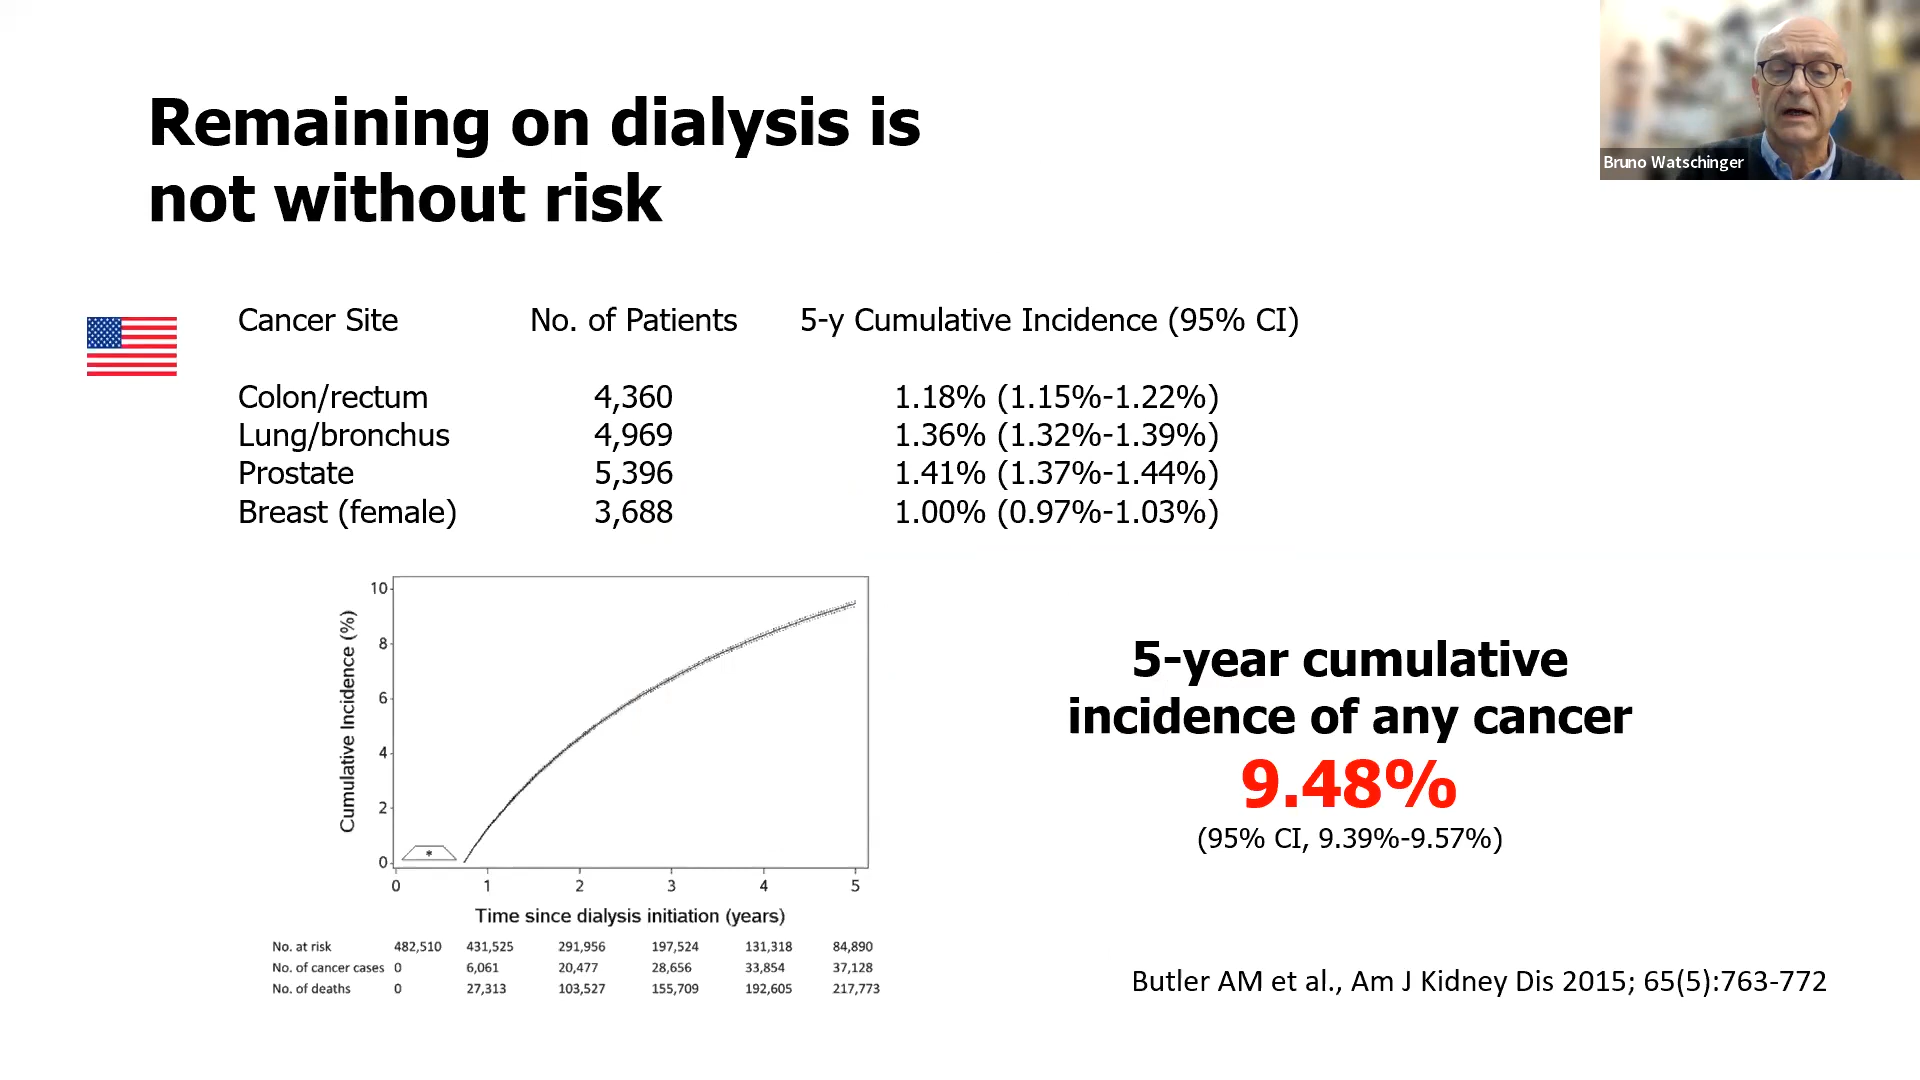 Remaining on dialysis is
not without risk
Bruno Watschinger
Cancer Site No. of Patients 5-y Cumulative Incidence (95% CI)
Colon/rectum 4,360 1.18% (1.15%-1.22%)
Lung/bronchus 4,969 1.36% (1.32%-1.39%)
Prostate 5,396 1.41% (1.37%-1.44%)
Breast (female) 3,688 1.00% (0.97%-1.03%)
Cumulative Incidence (%)
10
8
6
4
2
0
*
0 1 2 3 4 5
Time since dialysis initiation (years)
No. at risk 482,510 431,525 291,956 197,524 131,318 84,890
No. of cancer cases 0 6,061 20,477 28,656 33,854 37,128
No. of deaths 0 27,313 103,527 155,709 192,605 217,773
5-year cumulative
incidence of any cancer
9.48%
(95% CI, 9.39%-9.57%)
Butler AM et al., Am J Kidney Dis 2015; 65(5):763-772